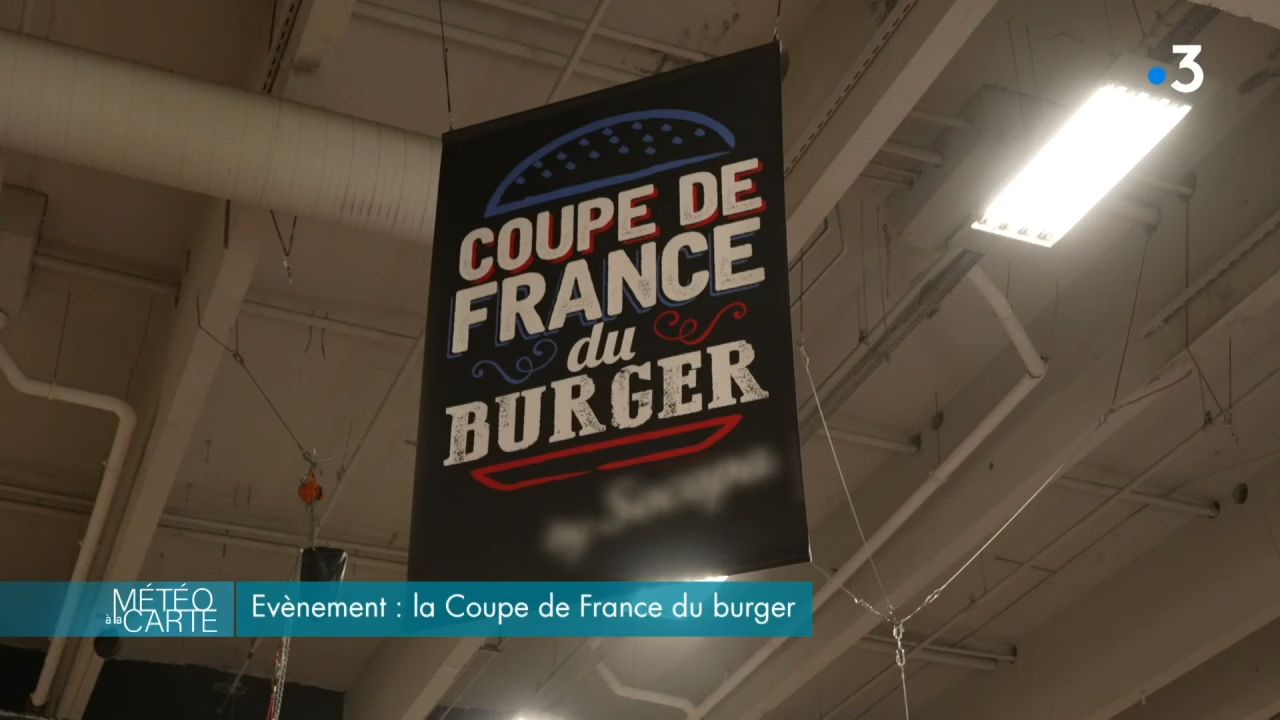 3
COUPE DE
FRANCE
du
BURGER
MÉTÉO
à la CARTE
Evènement : la Coupe de France du burger